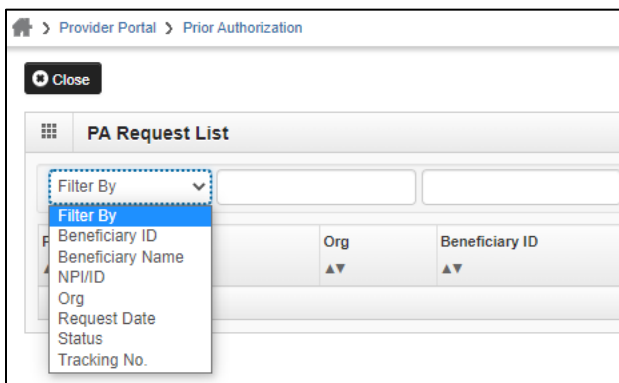 Provider Portal Prior Authorization
Close
PA Request List
Filter By
Filter By
Beneficiary ID
Beneficiary Name
NPI/ID
Org
Request Date
Status
Tracking No.
Org Beneficiary ID